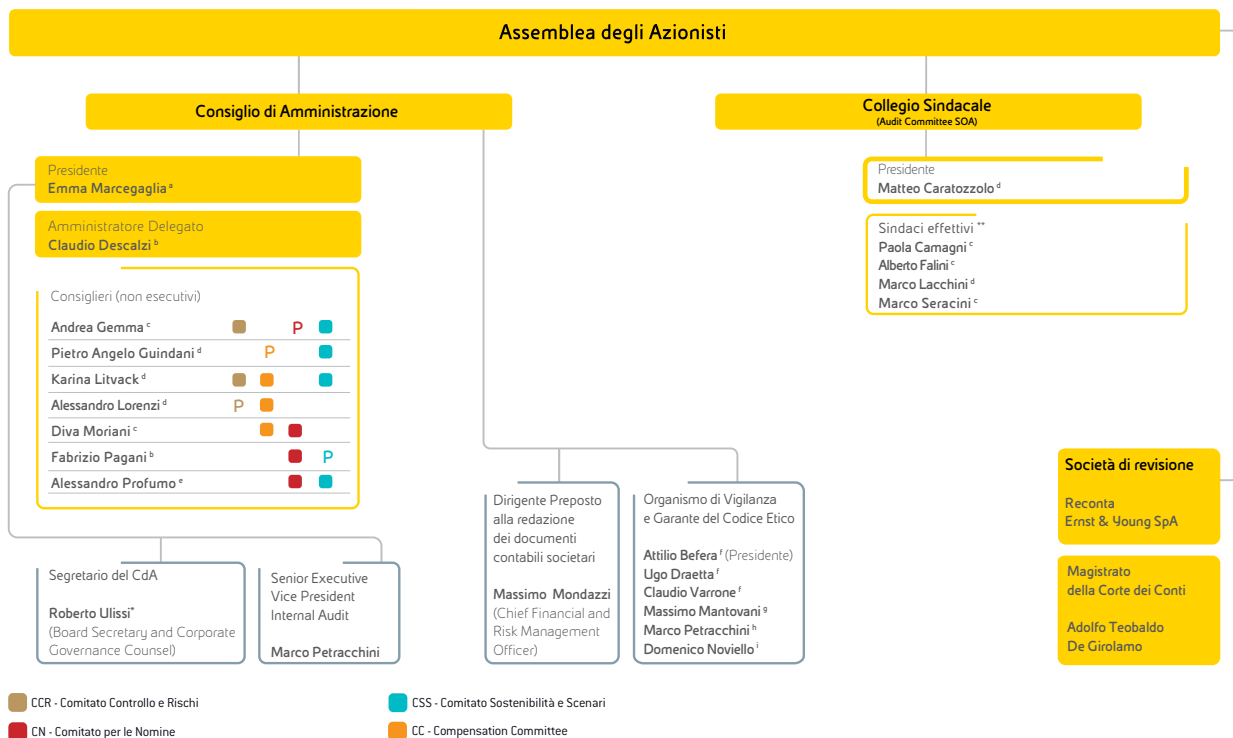 Assemblea degli Azionisti
Consiglio di Amministrazione
Collegio Sindacale
(Audit Committee SOA)
Presidente
Emma Marcegaglia ª
Amministratore Delegato
Claudio Descalzi ᵇ
Consiglieri (non esecutivi)
Andrea Gemma ᶜ P
Pietro Angelo Guindani ᵈ P
Karina Litvack ᵈ
Alessandro Lorenzi ᵈ P
Diva Moriani ᶜ
Fabrizio Pagani ᵇ P
Alessandro Profumo ᵉ
Presidente
Matteo Caratozzolo ᵈ
Sindaci effettivi **
Paola Camagni ᶜ
Alberto Falini ᶜ
Marco Lacchini ᵈ
Marco Seracini ᶜ
Segretario del CdA
Roberto Ulissi*
(Board Secretary and Corporate
Governance Counsel)
Senior Executive
Vice President
Internal Audit
Marco Petracchini
Dirigente Preposto
alla redazione
dei documenti
contabili societari
Massimo Mondazzi
(Chief Financial and
Risk Management
Officer)
Organismo di Vigilanza
e Garante del Codice Etico
Attilio Befera ᶠ (Presidente)
Ugo Draetta ᶠ
Claudio Varrone ᶠ
Massimo Mantovani ᵍ
Marco Petracchini ʰ
Domenico Noviello ⁱ
Società di revisione
Reconta
Ernst & Young SpA
Magistrato
della Corte dei Conti
Adolfo Teobaldo
De Girolamo
CCR - Comitato Controllo e Rischi
CSS - Comitato Sostenibilità e Scenari
CN - Comitato per le Nomine
CC - Compensation Committee